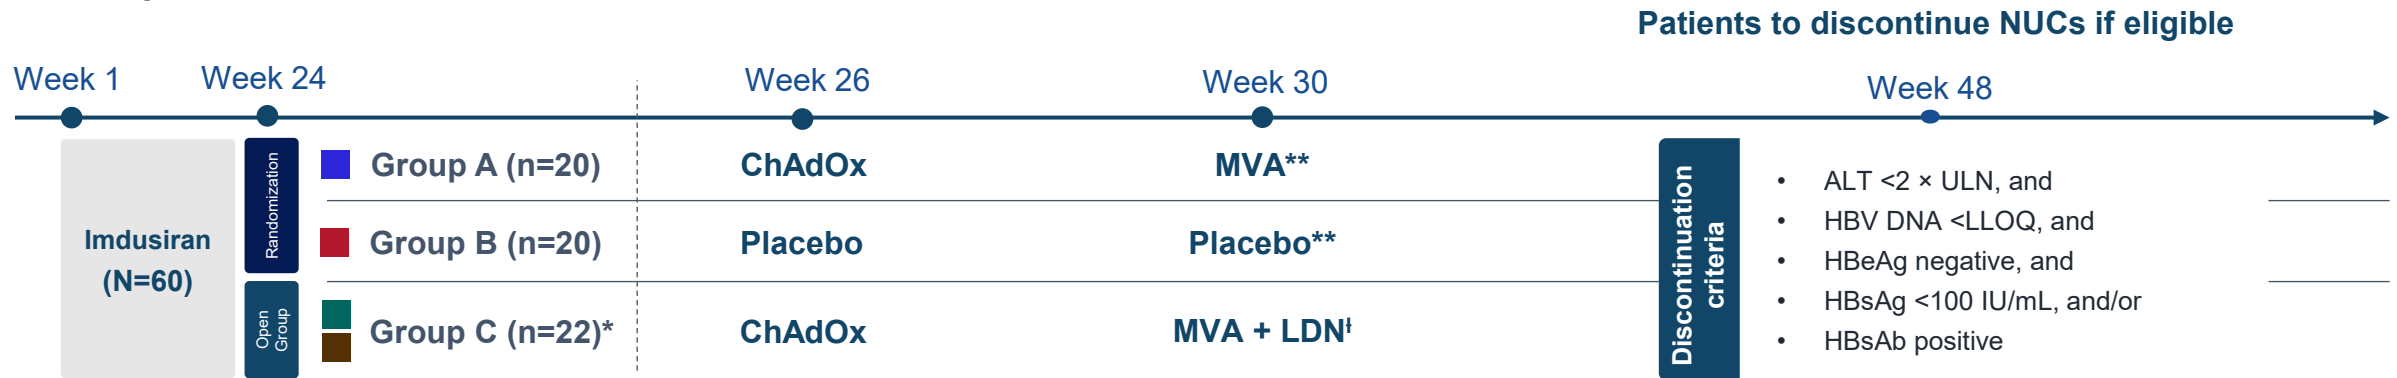 Patients to discontinue NUCs if eligible
Week 1
Week 24
Week 26
Week 30
Week 48
Imdusiran
(N=60)
Randomization
Open
Group
Group A (n=20)
ChAdOx
MVA**
Group B (n=20)
Placebo
Placebo**
Group C (n=22)*
ChAdOx
MVA + LDNƗ
Discontinuation
criteria
• ALT <2 × ULN, and
• HBV DNA <LLOQ, and
• HBeAg negative, and
• HBsAg <100 IU/mL, and/or
• HBsAb positive